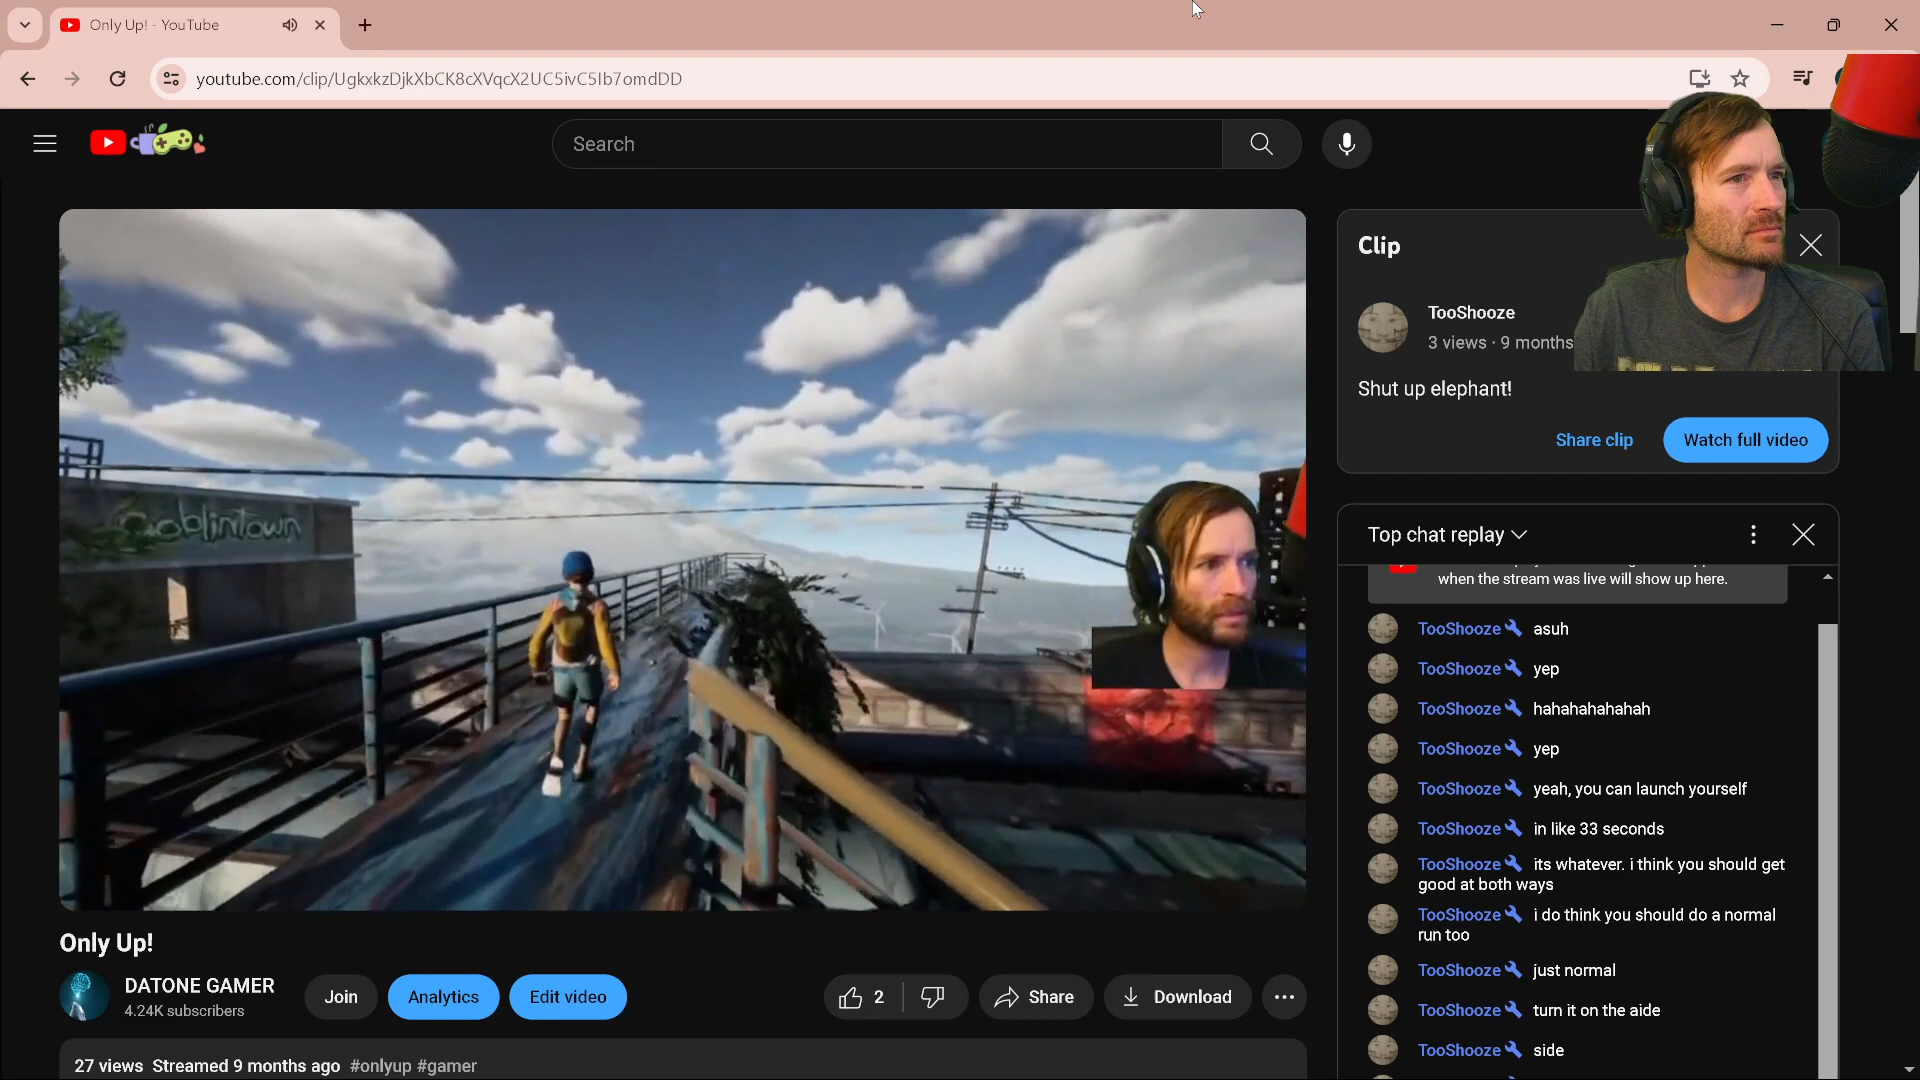 Only Up! - YouTube
youtube.com/clip/UgkxkzDjkXbCK8cXVqcX2UC5ivC5Ib7omdDD
Search
Goblintown
Clip
TooShooze
3 views · 9 months
Shut up elephant!
Share clip
Watch full video
Top chat replay
when the stream was live will show up here.
TooShooze asuh
TooShooze yep
TooShooze hahahahahahah
TooShooze yep
TooShooze yeah, you can launch yourself
TooShooze in like 33 seconds
TooShooze its whatever. i think you should get
good at both ways
TooShooze i do think you should do a normal
run too
TooShooze just normal
TooShooze turn it on the aide
TooShooze side
Only Up!
DATONE GAMER
4.24K subscribers
Join
Analytics
Edit video
2
Share
Download
27 views Streamed 9 months ago #onlyup #gamer